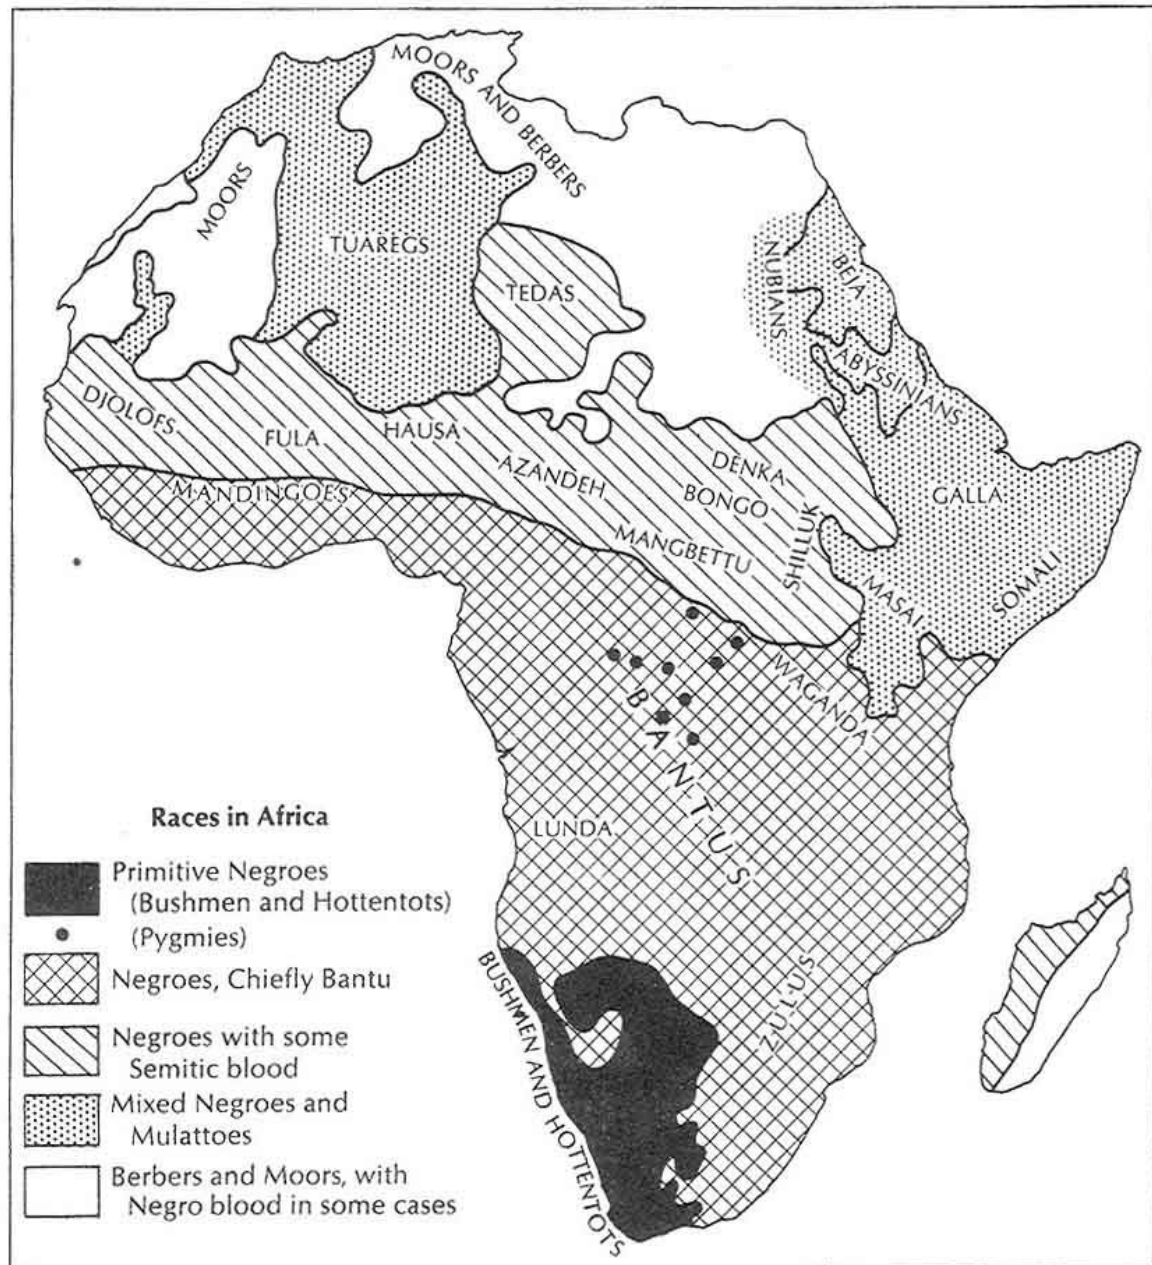 MOORS AND BERBERS
MOORS
TUAREGS
TEDAS
NUBIANS
BEJA
ABYSSINIANS
DJOLOFS
FULA
HAUSA
AZANDEH
DENKA
BONGO
GALLA
MANDINGOES
MANGBETTU
SHILLUK
MASAI
SOMALI
WAGANDA
BANTUS
LUNDA
ZULUS
BUSHMEN AND HOTTENTOTS
Races in Africa
Primitive Negroes
(Bushmen and Hottentots)
(Pygmies)
Negroes, Chiefly Bantu
Negroes with some
Semitic blood
Mixed Negroes and
Mulattoes
Berbers and Moors, with
Negro blood in some cases